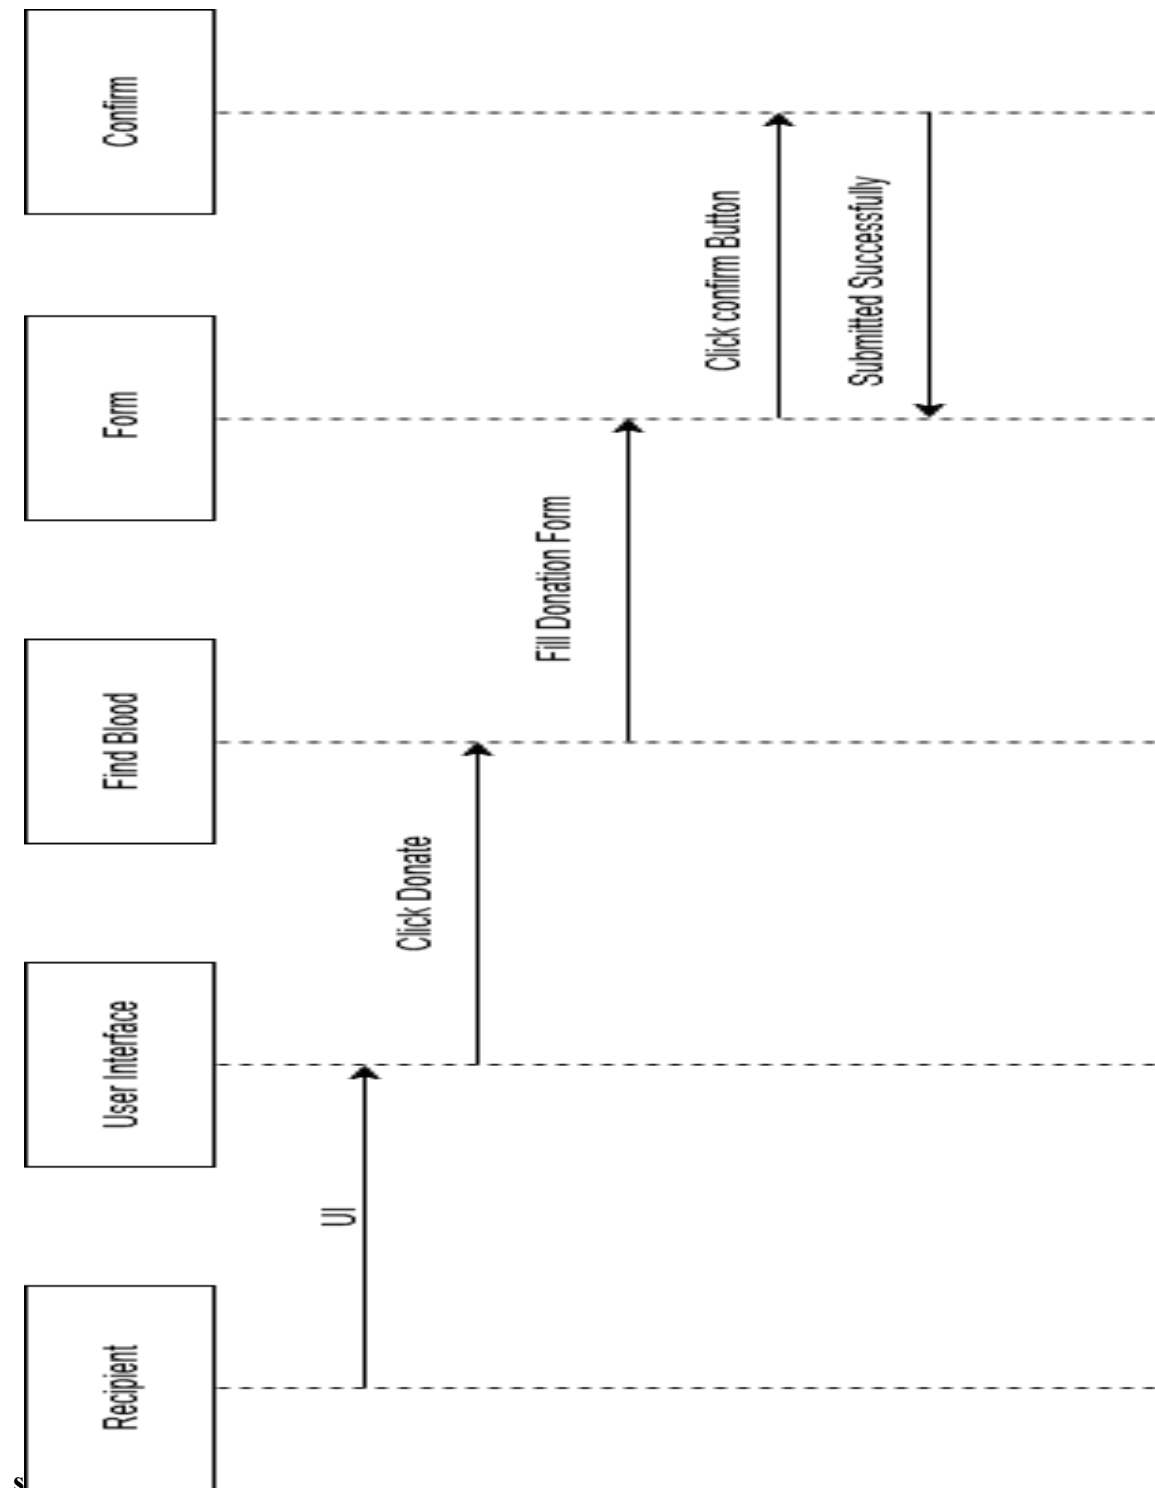 Recipient
User Interface
Find Blood
Form
Confirm
UI
Click Donate
Fill Donation Form
Click confirm Button
Submitted Successfully
s